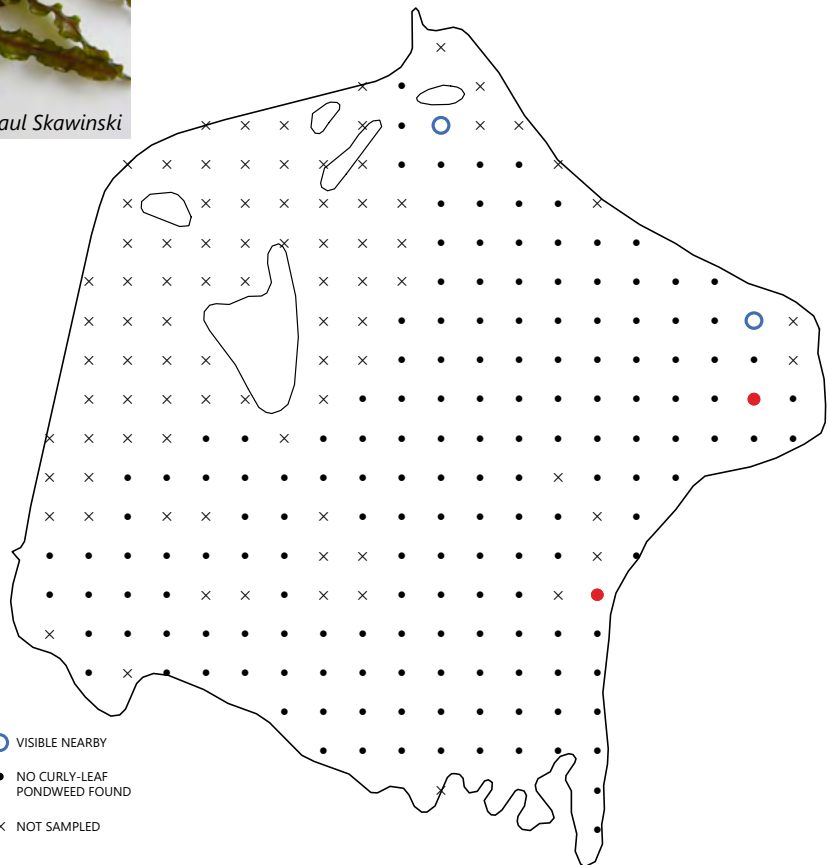 aul Skawinski
VISIBLE NEARBY
NO CURLY-LEAF
PONDWEED FOUND
NOT SAMPLED